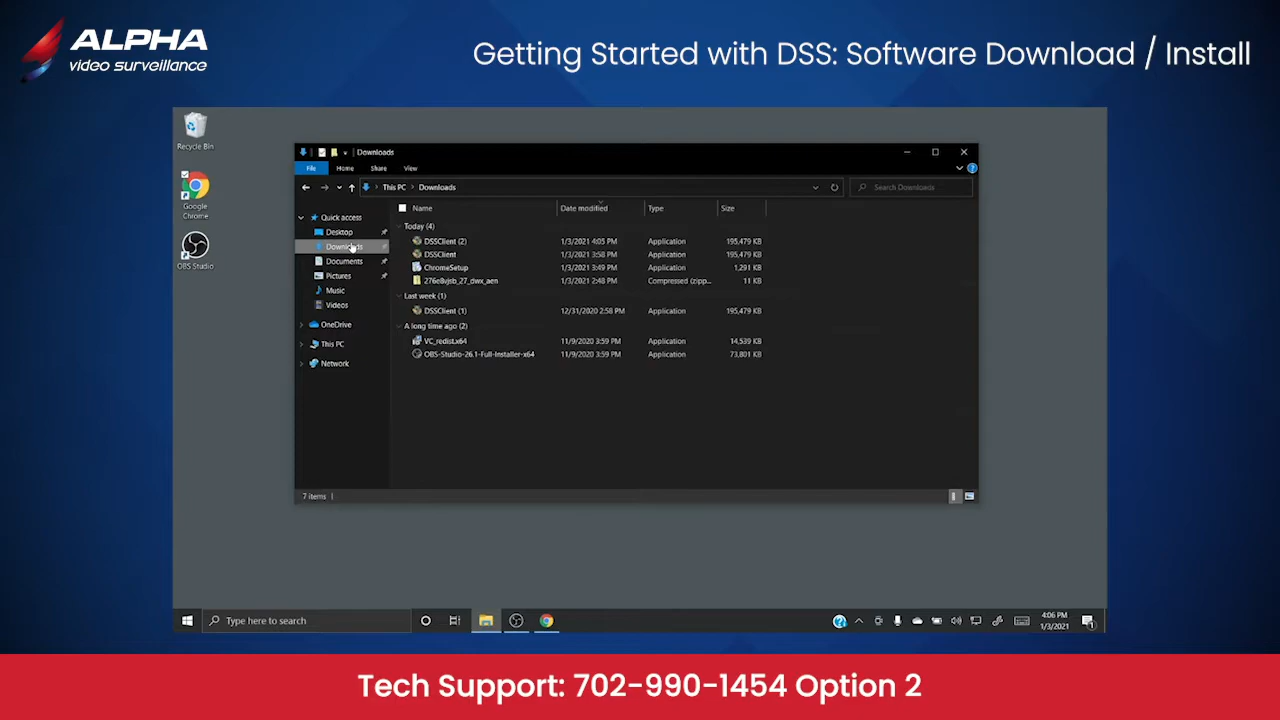 ALPHA
video surveillance
Getting Started with DSS: Software Download / Install
Recycle Bin
Google
Chrome
OBS Studio
Downloads
File Home Share View
This PC > Downloads
Search Downloads
Name Date modified Type Size
Quick access
Desktop
Downloads
Documents
Pictures
Music
Videos
OneDrive
This PC
Network
Today (4)
DSSClient (2) 1/3/2021 4:05 PM Application 195,479 KB
DSSClient 1/3/2021 3:58 PM Application 195,479 KB
ChromeSetup 1/3/2021 3:49 PM Application 1,291 KB
1/3/2021 2:48 PM Compressed (zipp... 11 KB
Last week (1)
DSSClient (1) 12/31/2020 2:58 PM Application 195,479 KB
A long time ago (2)
VC_redist.x64 11/9/2020 3:59 PM Application 14,539 KB
OBS-Studio-26.1-Full-Installer-x64 11/9/2020 3:59 PM Application 73,801 KB
7 items
Type here to search
4:06 PM
1/3/2021
1
Tech Support: 702-990-1454 Option 2